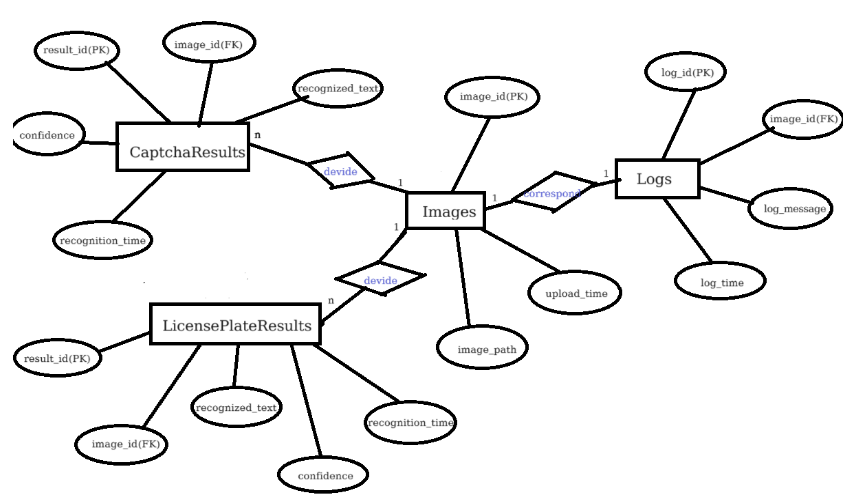 result_id(PK)
image_id(FK)
recognized_text
confidence
CaptchaResults
n
recognition_time
devide
1
image_id(PK)
Images
1
correspond
1
log_id(PK)
image_id(FK)
Logs
log_message
log_time
1
devide
n
upload_time
image_path
LicensePlateResults
result_id(PK)
image_id(FK)
recognized_text
confidence
recognition_time